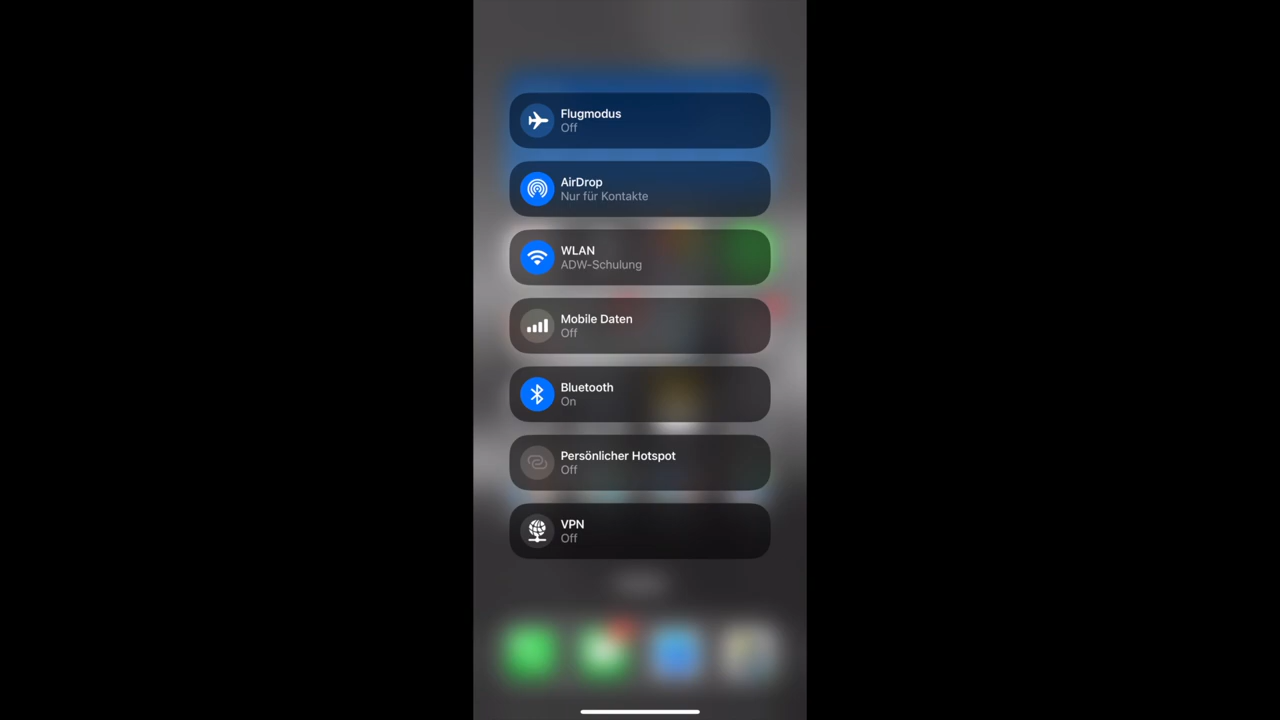 Flugmodus
Off
AirDrop
Nur für Kontakte
WLAN
ADW-Schulung
Mobile Daten
Off
Bluetooth
On
Persönlicher Hotspot
Off
VPN
Off